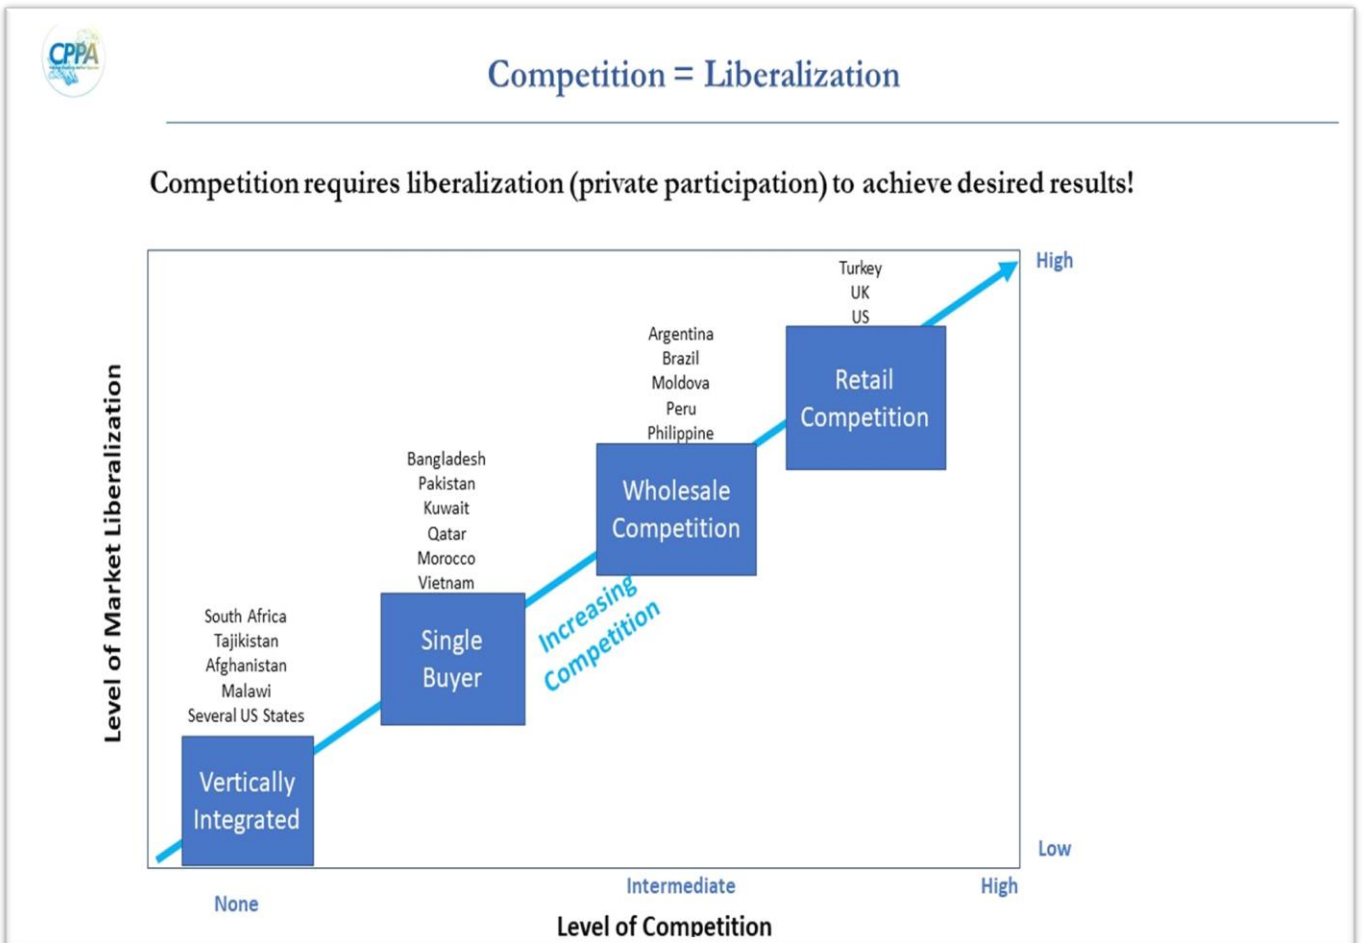 CPPA
Competition = Liberalization
Competition requires liberalization (private participation) to achieve desired results!
High
Turkey
UK
US
Retail
Competition
Argentina
Brazil
Moldova
Peru
Philippine
Wholesale
Competition
Bangladesh
Pakistan
Kuwait
Qatar
Morocco
Vietnam
Single
Buyer
Increasing
Competition
South Africa
Tajikistan
Afghanistan
Malawi
Several US States
Vertically
Integrated
Level of Market Liberalization
Low
None
Intermediate
High
Level of Competition